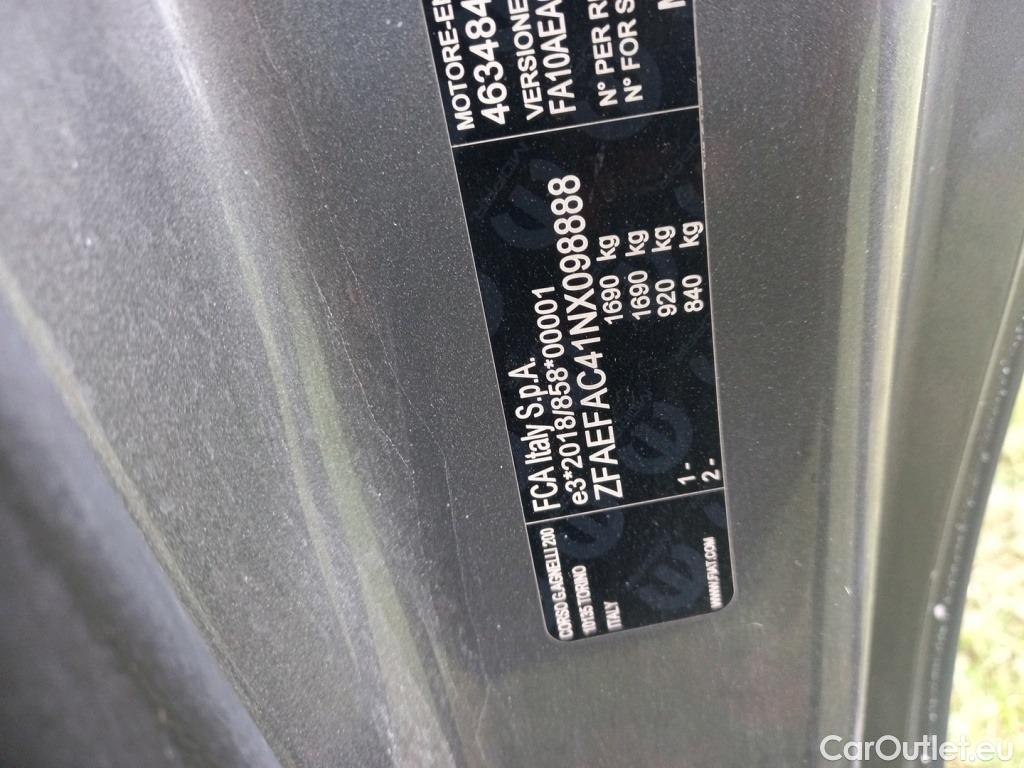 CORSO G.AGNELLI 200
10135 TORINO
ITALY
WWW.FIAT.COM
FCA Italy S.p.A.
e3*2018/858*00001
ZFAEFAC41NX098888
1690 kg
1690 kg
1 - 920 kg
2 - 840 kg
MOTORE-E
463484
VERSIONE
FA10AEA
N° PER R
N° FOR S
CarOutlet.eu